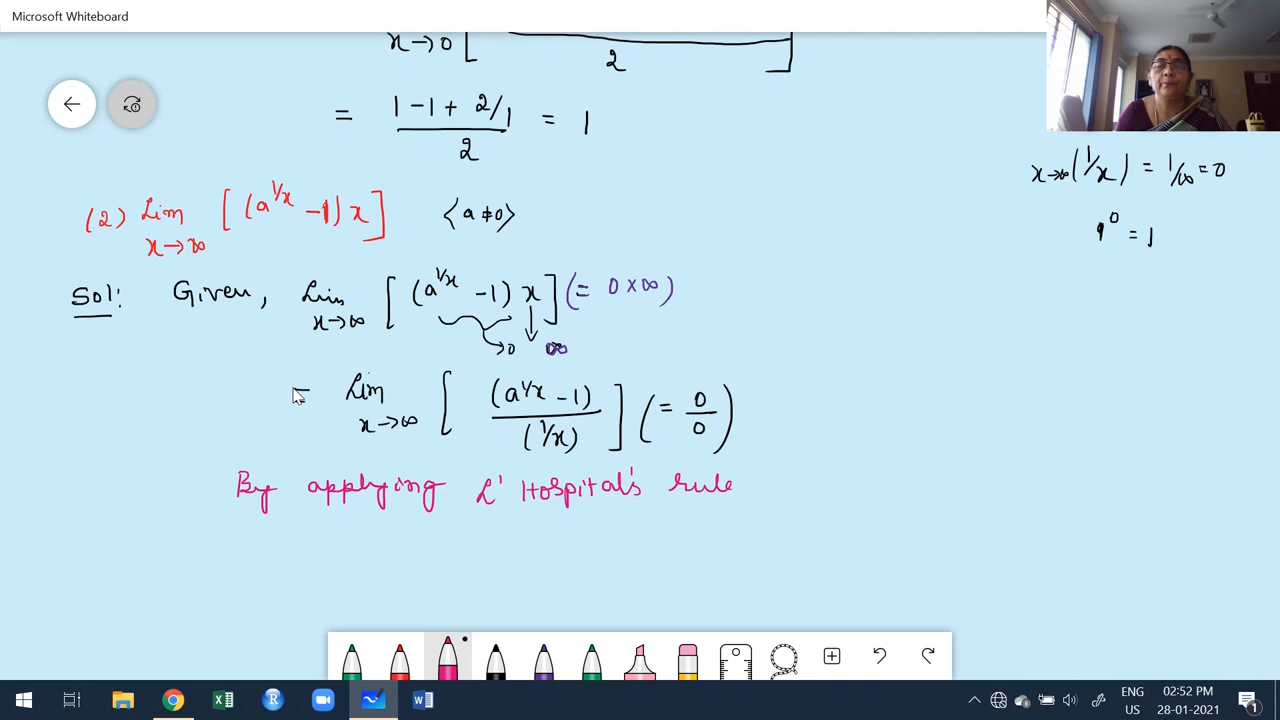 Microsoft Whiteboard
x→0 [ 2 ]
= (1-1+2/1)/2 = 1
x→∞ (1/x) = 1/∞ = 0
(2) Lim x→∞ [(a^{1/x} -1) x] <a≠0>
9^0 = 1
Sol: Given, Lim x→∞ [(a^{1/x} -1) x] (= 0×∞)
→0 ∞
= Lim x→∞ [(a^{1/x} -1)/(1/x)] (= 0/0)
By applying L' Hospital's rule
ENG 02:52 PM
US 28-01-2021 1